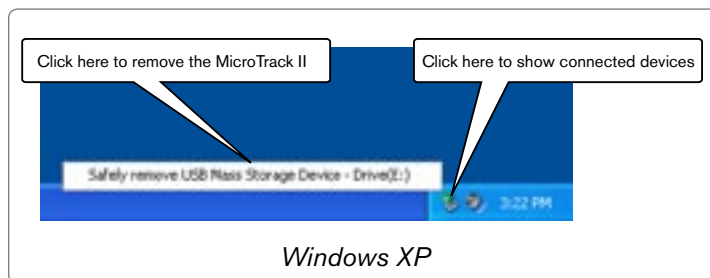 Click here to remove the MicroTrack II
Click here to show connected devices
Safely remove USB Mass Storage Device - Drive(E:)
3:22 PM
Windows XP